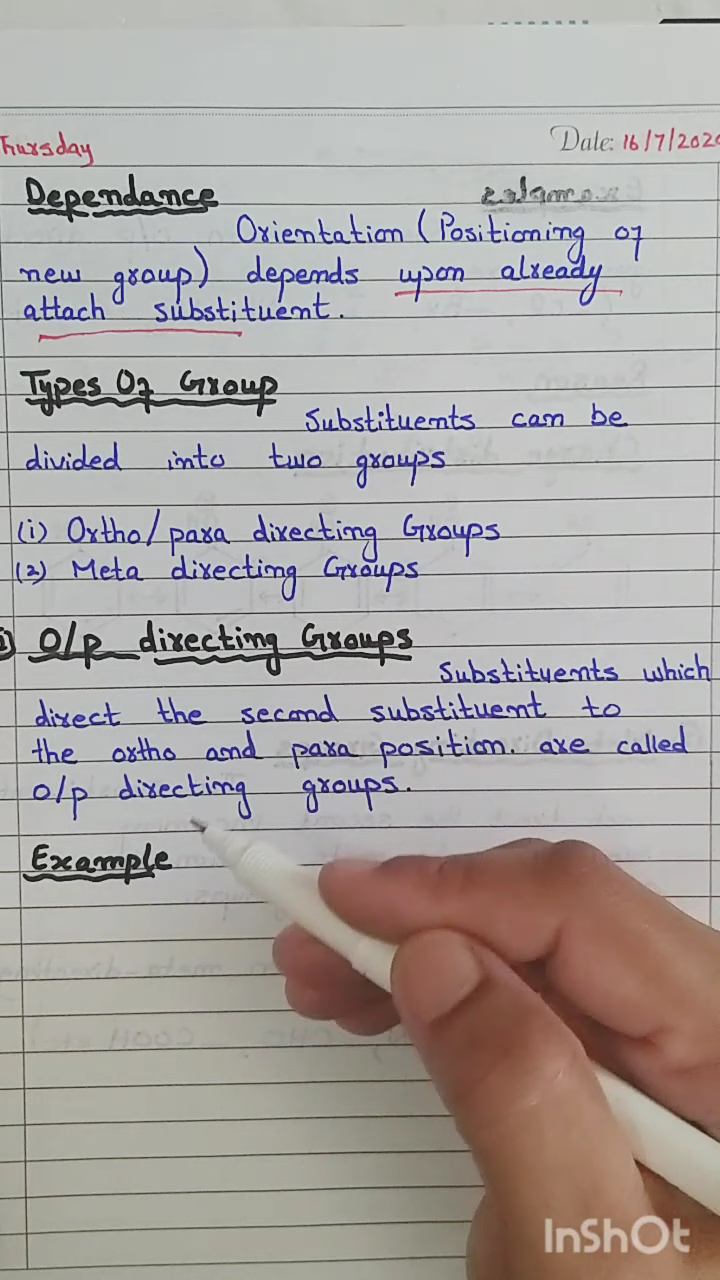 Thursday
Date: 16/7/202
Dependance
Orientation (Positioning of
new group) depends upon already
attach substituent.
Types Of Group
Substituents can be
divided into two groups
(i) Ortho/para directing Groups
(2) Meta directing Groups
O/p directing Groups
Substituents which
direct the second substituent to
the ortho and para position. are called
o/p directing groups.
Example
InShOt